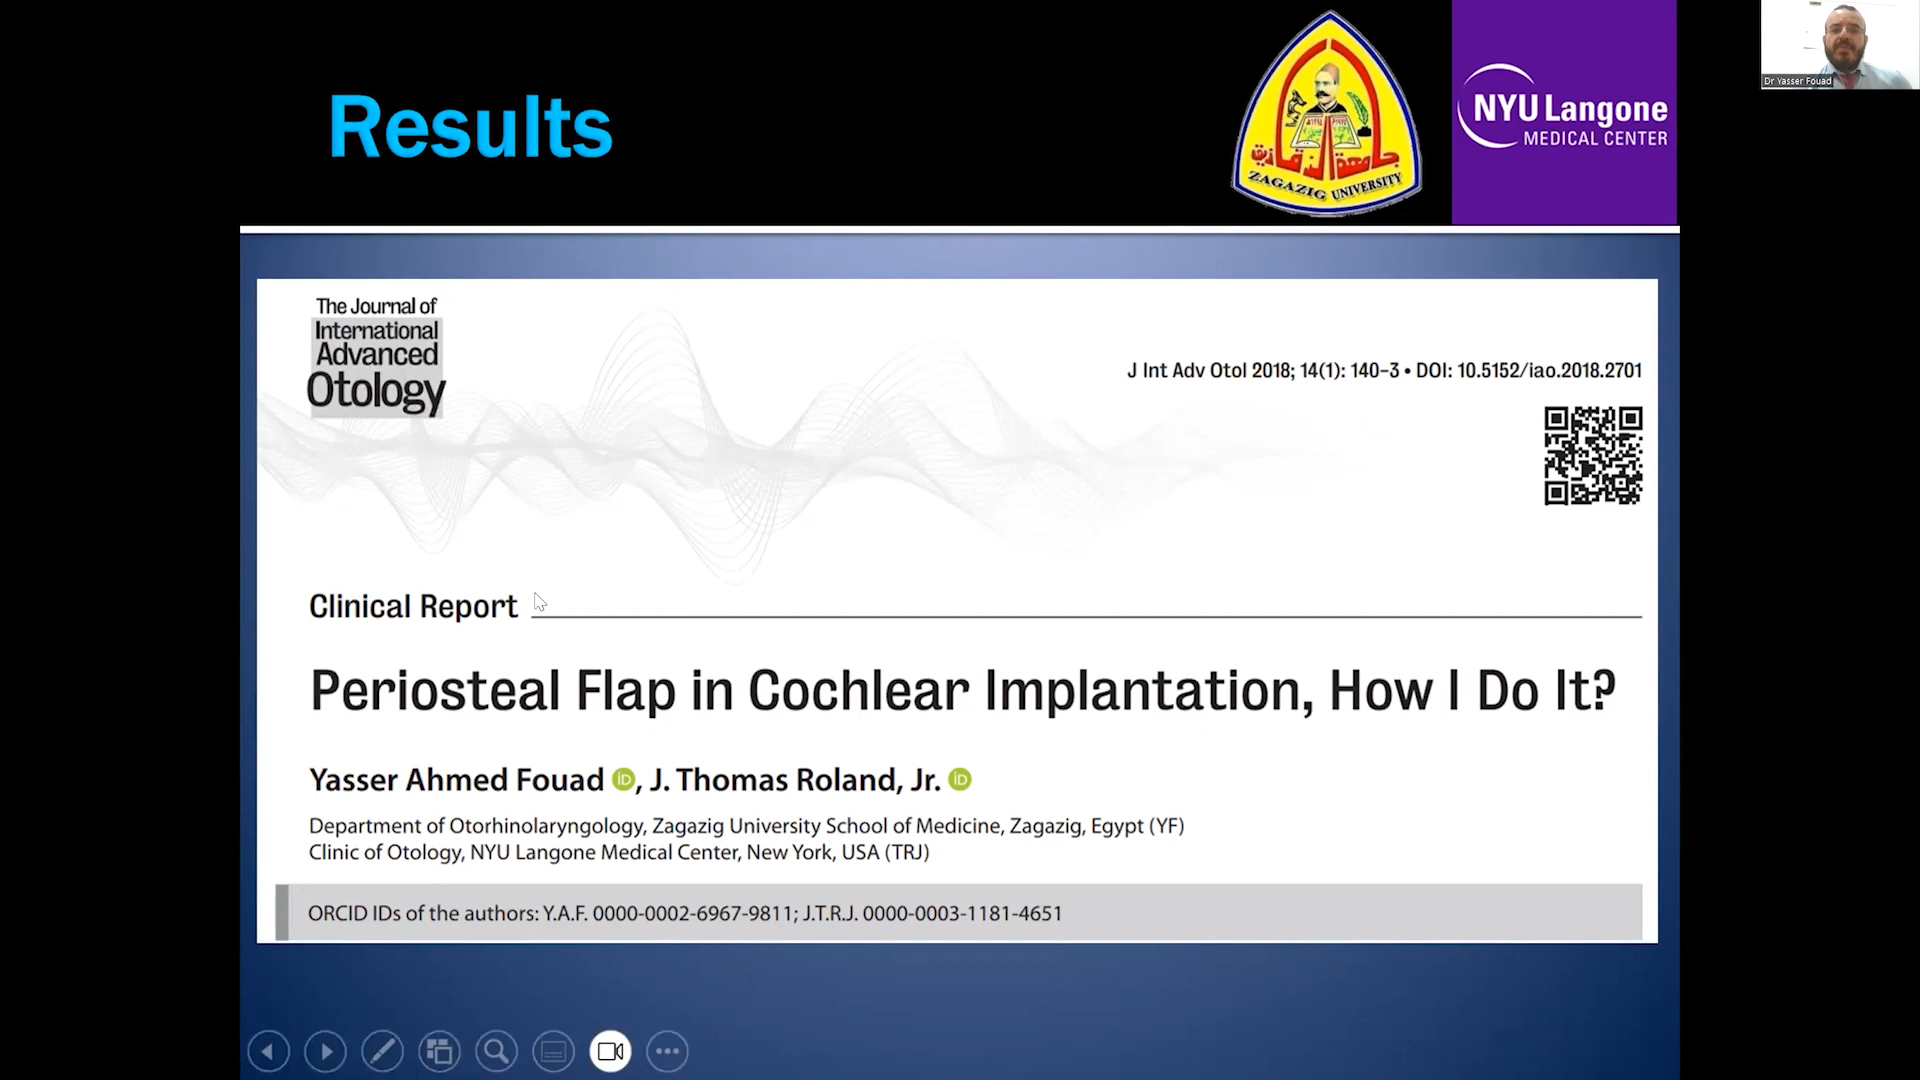 Results
جامعة الزقازيق
ZAGAZIG UNIVERSITY
NYU Langone
MEDICAL CENTER
Dr Yasser Fouad
The Journal of
International
Advanced
Otology
J Int Adv Otol 2018; 14(1): 140-3 • DOI: 10.5152/iao.2018.2701
Clinical Report
Periosteal Flap in Cochlear Implantation, How I Do It?
Yasser Ahmed Fouad iD, J. Thomas Roland, Jr. iD
Department of Otorhinolaryngology, Zagazig University School of Medicine, Zagazig, Egypt (YF)
Clinic of Otology, NYU Langone Medical Center, New York, USA (TRJ)
ORCID IDs of the authors: Y.A.F. 0000-0002-6967-9811; J.T.R.J. 0000-0003-1181-4651